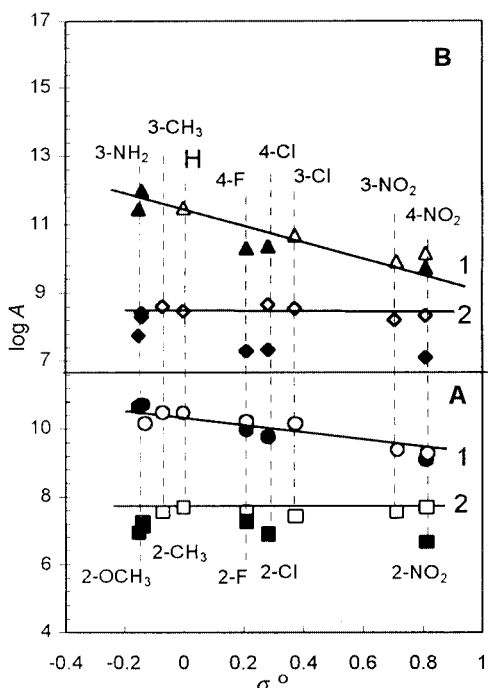 17
15
13
11
9
7
10
8
6
4
log A
B
3-CH₃
3-NH₂
H
4-Cl
4-F
3-Cl
3-NO₂
4-NO₂
1
2
A
1
2
2-CH₃
2-OCH₃
2-F
2-Cl
2-NO₂
-0.4 -0.2 0 0.2 0.4 0.6 0.8 1
σ°